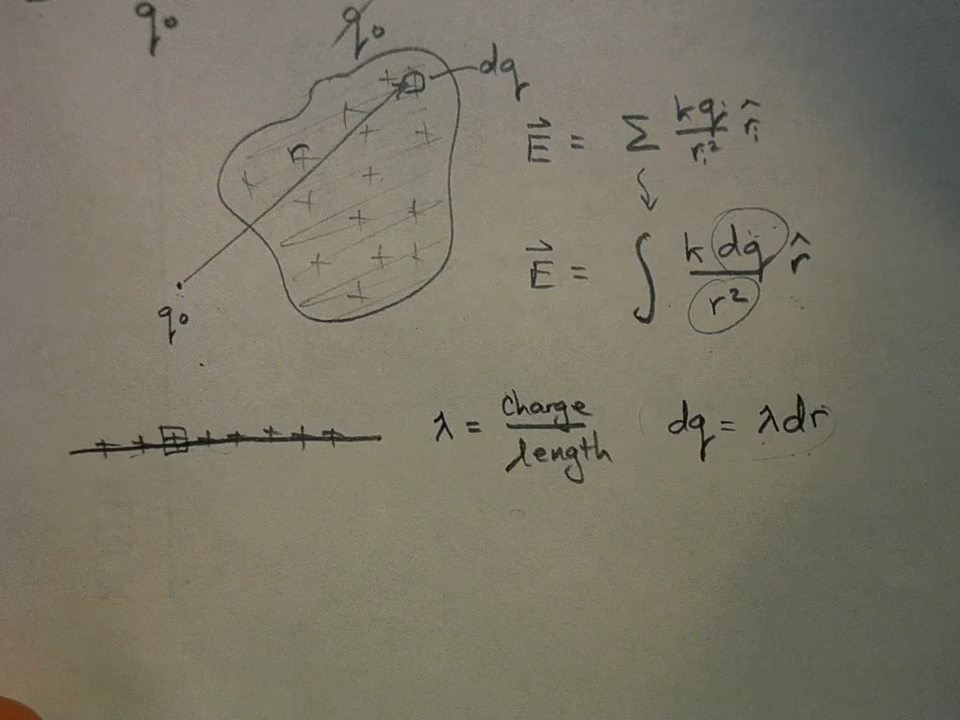 q₀ q₀
dq
r
q₀
E⃗ = Σ kqᵢ/rᵢ² r̂ᵢ
E⃗ = ∫ k dq/r² r̂
λ = charge/length dq = λdr